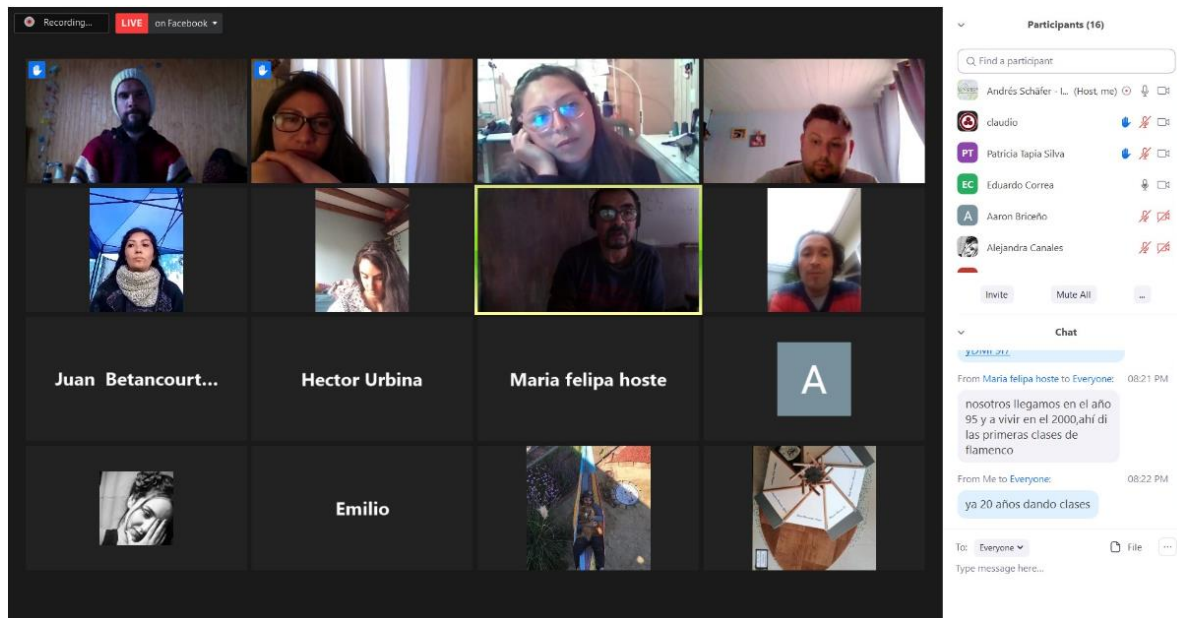 Recording...
LIVE on Facebook
Juan Betancourt...
Hector Urbina
Maria felipa hoste
A
Emilio
Participants (16)
Find a participant
Andrés Schäfer - I... (Host, me)
claudio
PT Patricia Tapia Silva
EC Eduardo Correa
A Aaron Briceño
Alejandra Canales
Invite Mute All ...
Chat
From Maria felipa hoste to Everyone: 08:21 PM
nosotros llegamos en el año
95 y a vivir en el 2000,ahí di
las primeras clases de
flamenco
From Me to Everyone: 08:22 PM
ya 20 años dando clases
To: Everyone File ...
Type message here...